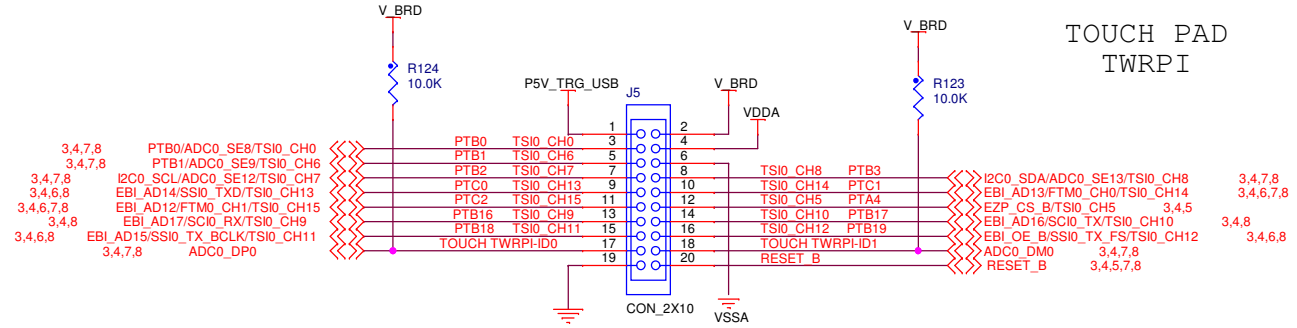 V_BRD
V_BRD
TOUCH PAD
TWRPI
R124
10.0K
R123
10.0K
P5V_TRG_USB
J5
V_BRD
VDDA
1 2
3,4,7,8 PTB0/ADC0_SE8/TSI0_CH0 PTB0 TSI0_CH0 3 4
3,4,7,8 PTB1/ADC0_SE9/TSI0_CH6 PTB1 TSI0_CH6 5 6
3,4,7,8 I2C0_SCL/ADC0_SE12/TSI0_CH7 PTB2 TSI0_CH7 7 8 TSI0_CH8 PTB3 I2C0_SDA/ADC0_SE13/TSI0_CH8 3,4,7,8
3,4,6,8 EBI_AD14/SSI0_TXD/TSI0_CH13 PTC0 TSI0_CH13 9 10 TSI0_CH14 PTC1 EBI_AD13/FTM0_CH0/TSI0_CH14 3,4,6,7,8
3,4,6,7,8 EBI_AD12/FTM0_CH1/TSI0_CH15 PTC2 TSI0_CH15 11 12 TSI0_CH5 PTA4 EZP_CS_B/TSI0_CH5 3,4,5
3,4,8 EBI_AD17/SCI0_RX/TSI0_CH9 PTB16 TSI0_CH9 13 14 TSI0_CH10 PTB17 EBI_AD16/SCI0_TX/TSI0_CH10 3,4,8
3,4,6,8 EBI_AD15/SSI0_TX_BCLK/TSI0_CH11 PTB18 TSI0_CH11 15 16 TSI0_CH12 PTB19 EBI_OE_B/SSI0_TX_FS/TSI0_CH12 3,4,6,8
3,4,7,8 ADC0_DP0 TOUCH TWRPI-ID0 17 18 TOUCH TWRPI-ID1 ADC0_DM0 3,4,7,8
19 20 RESET_B RESET_B 3,4,5,7,8
CON_2X10
VSSA